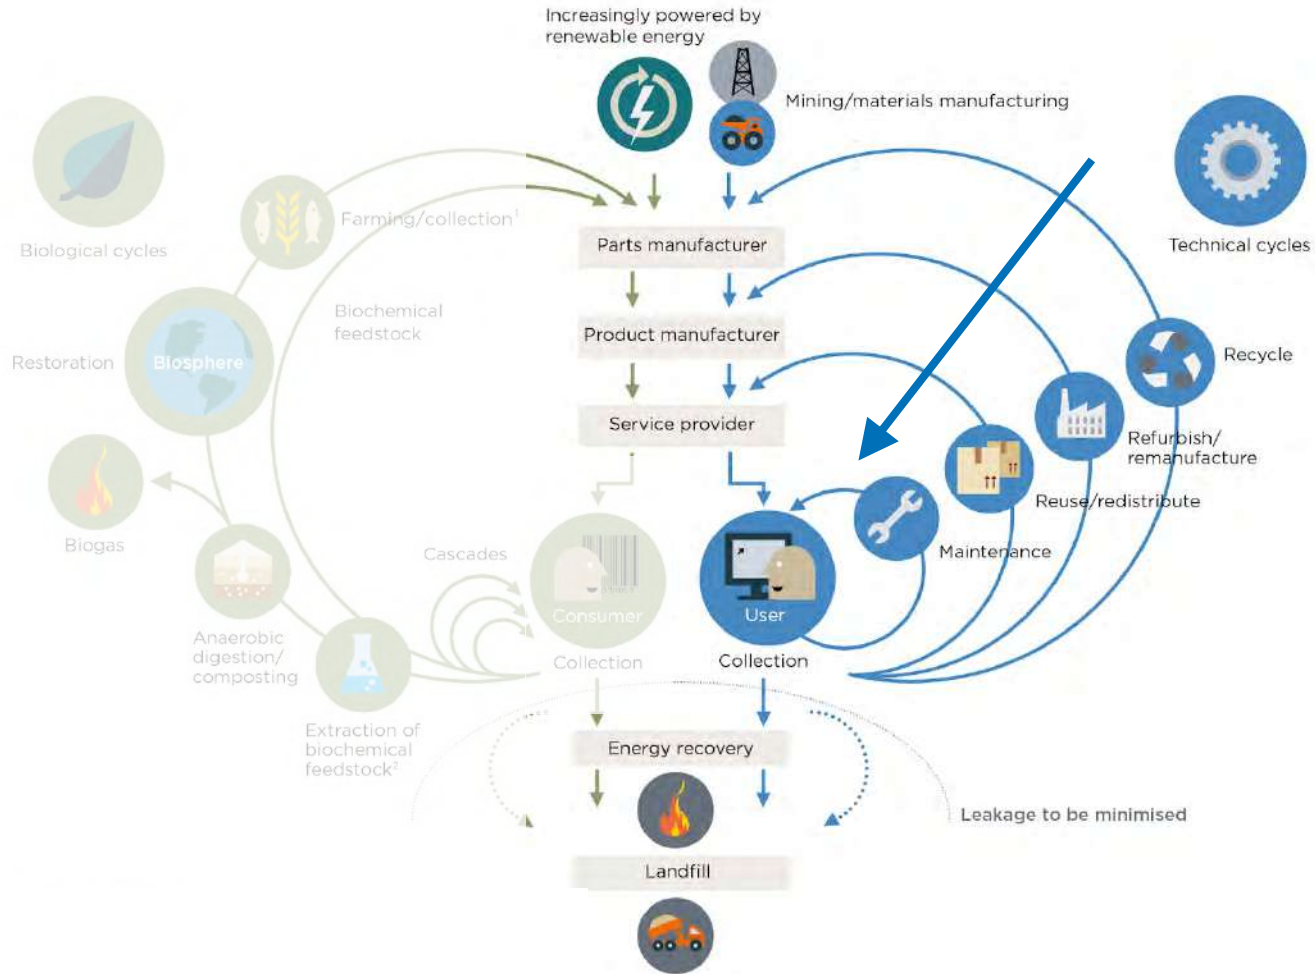 Increasingly powered by
renewable energy
Mining/materials manufacturing
Biological cycles
Farming/collection¹
Technical cycles
Parts manufacturer
Biochemical
feedstock
Restoration
Biosphere
Product manufacturer
Recycle
Service provider
Refurbish/
remanufacture
Reuse/redistribute
Biogas
Cascades
Maintenance
Consumer
User
Anaerobic
digestion/
composting
Collection
Collection
Extraction of
biochemical
feedstock²
Energy recovery
Leakage to be minimised
Landfill